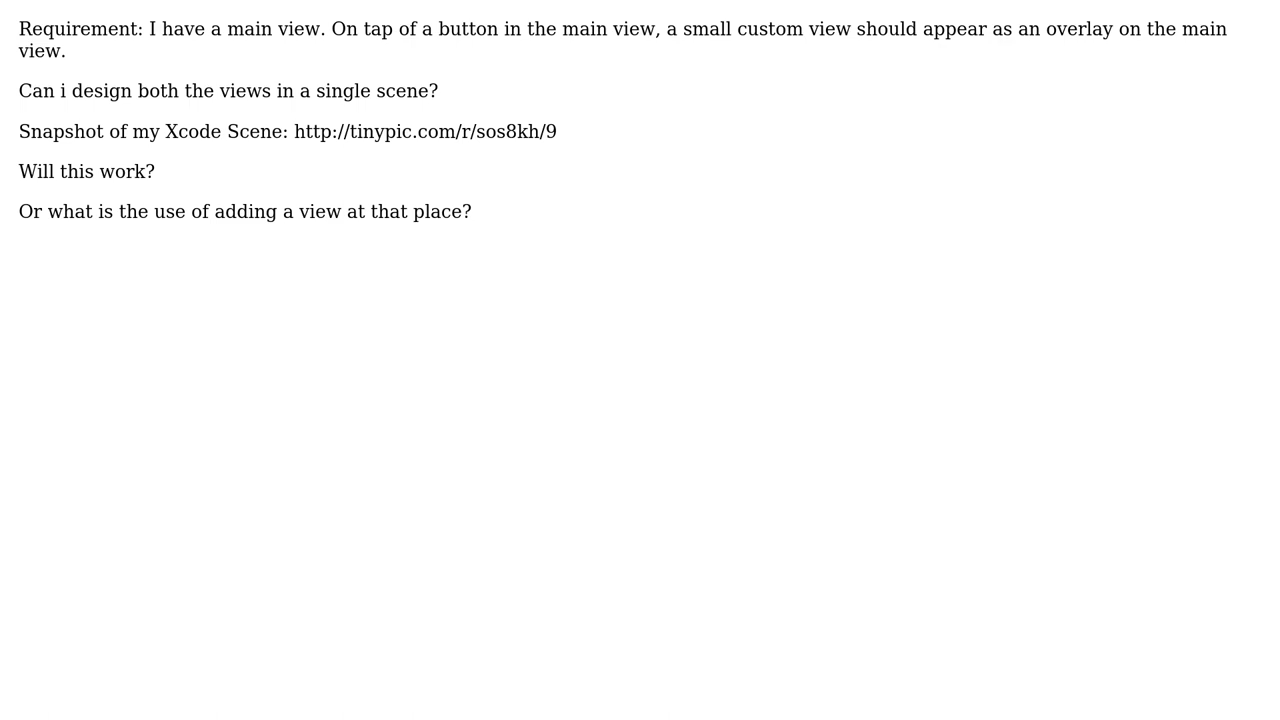 Requirement: I have a main view. On tap of a button in the main view, a small custom view should appear as an overlay on the main
view.
Can i design both the views in a single scene?
Snapshot of my Xcode Scene: http://tinypic.com/r/sos8kh/9
Will this work?
Or what is the use of adding a view at that place?